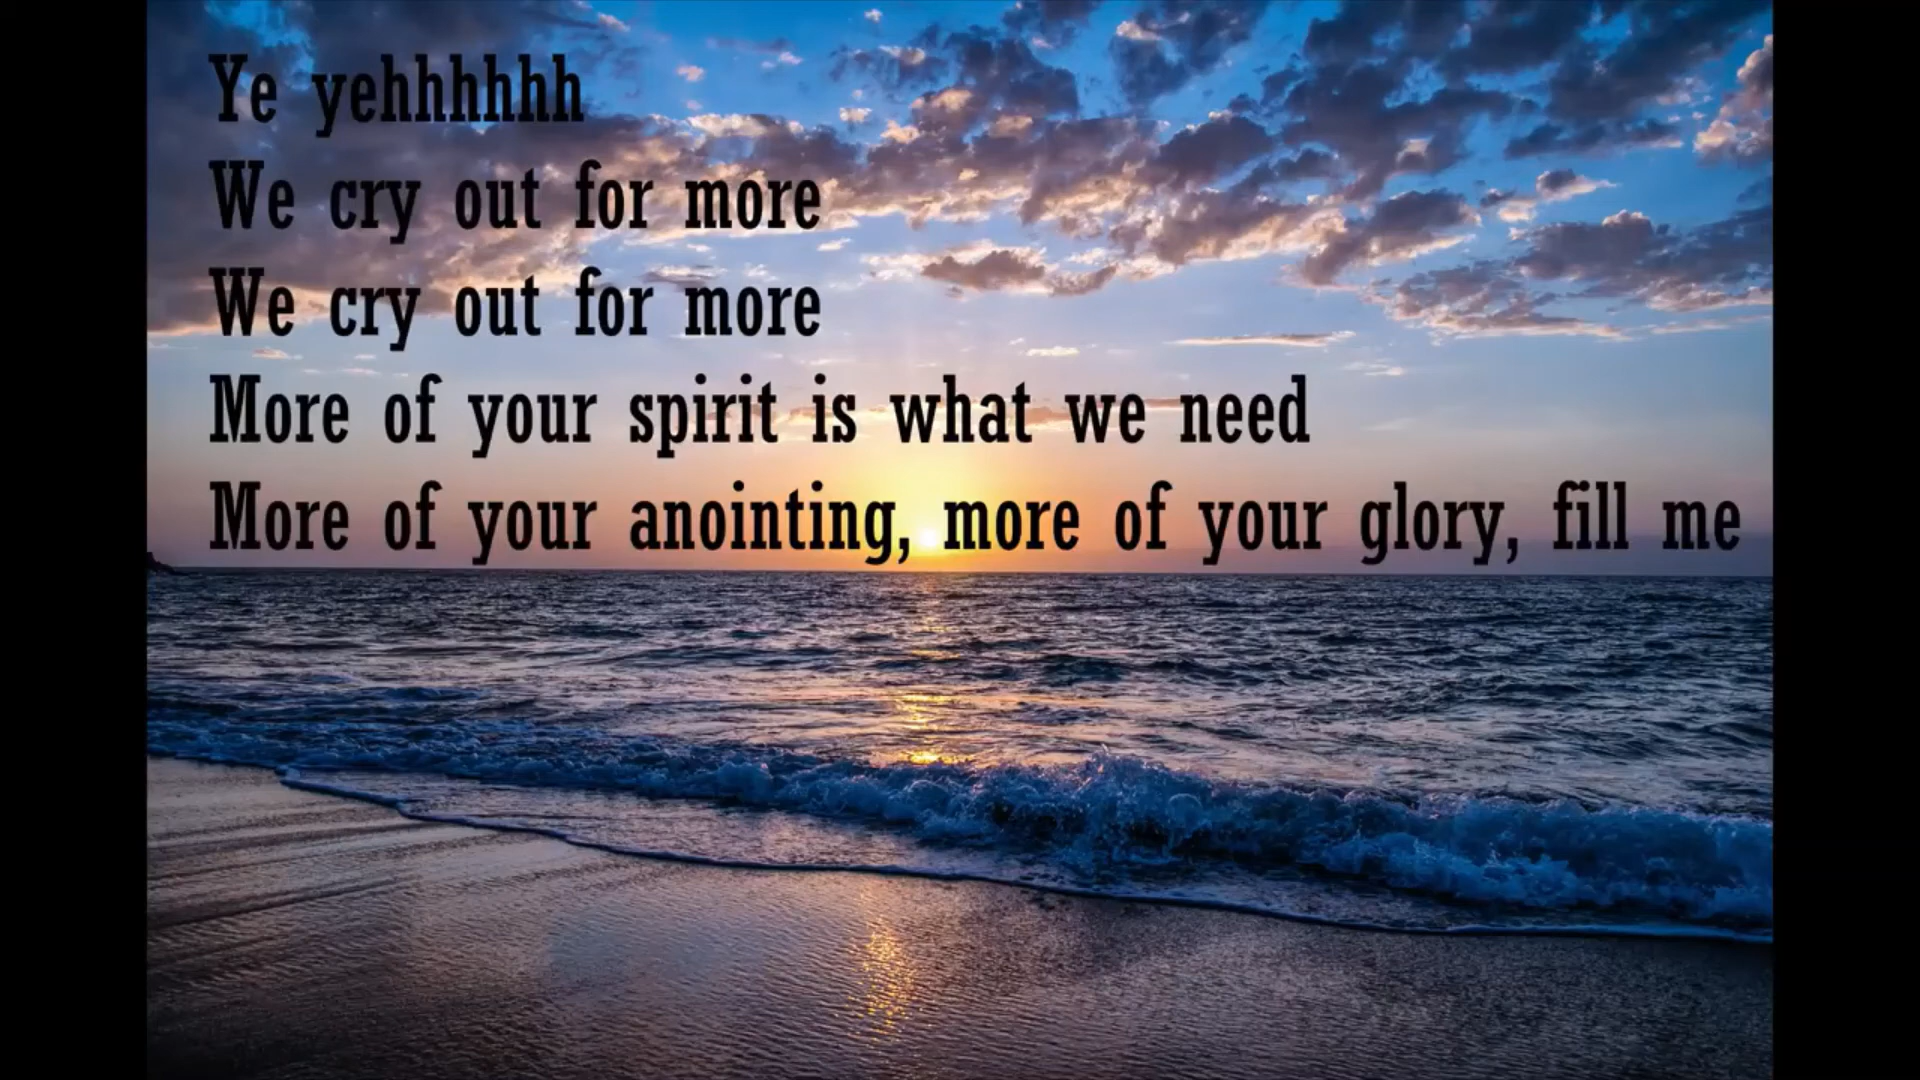 Ye yehhhhhh
We cry out for more
We cry out for more
More of your spirit is what we need
More of your anointing, more of your glory, fill me